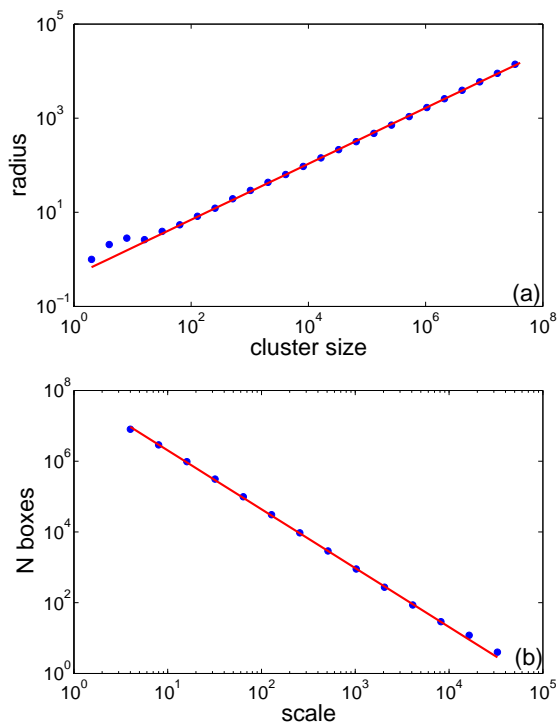 10^5
10^3
10^1
10^−1
radius
(a)
10^0 10^2 10^4 10^6 10^8
cluster size
10^8
10^6
10^4
10^2
10^0
N boxes
(b)
10^0 10^1 10^2 10^3 10^4 10^5
scale